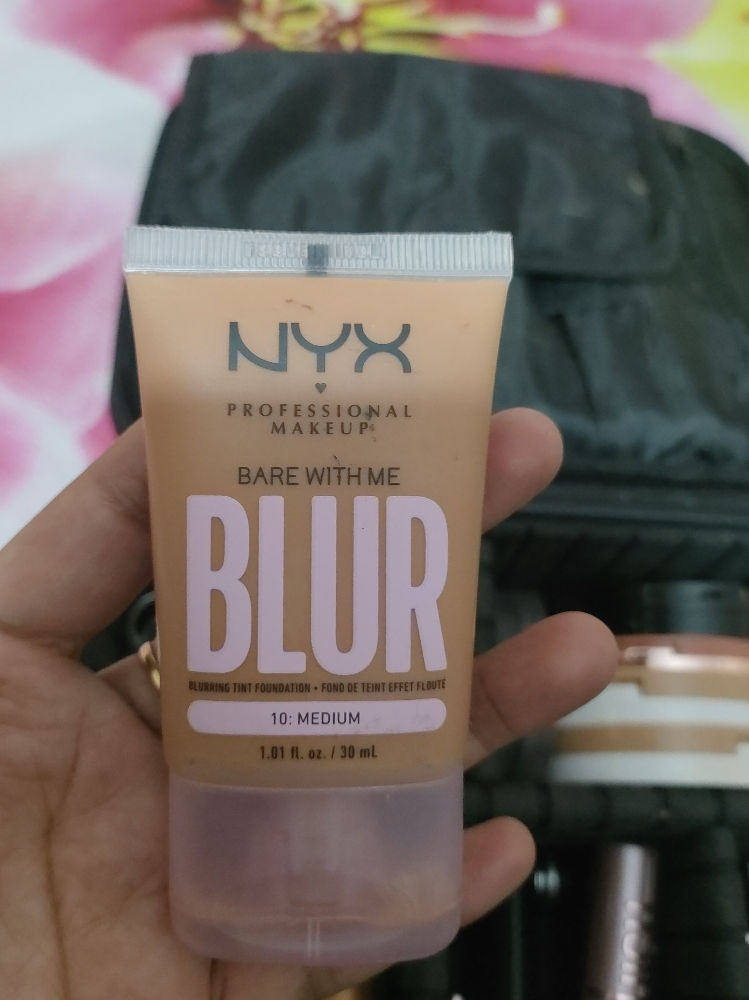 NYX
PROFESSIONAL
MAKEUP
BARE WITH ME
BLUR
BLURRING TINT FOUNDATION • FOND DE TEINT EFFET FLOUTÉ
10: MEDIUM
1.01 fl. oz. / 30 mL